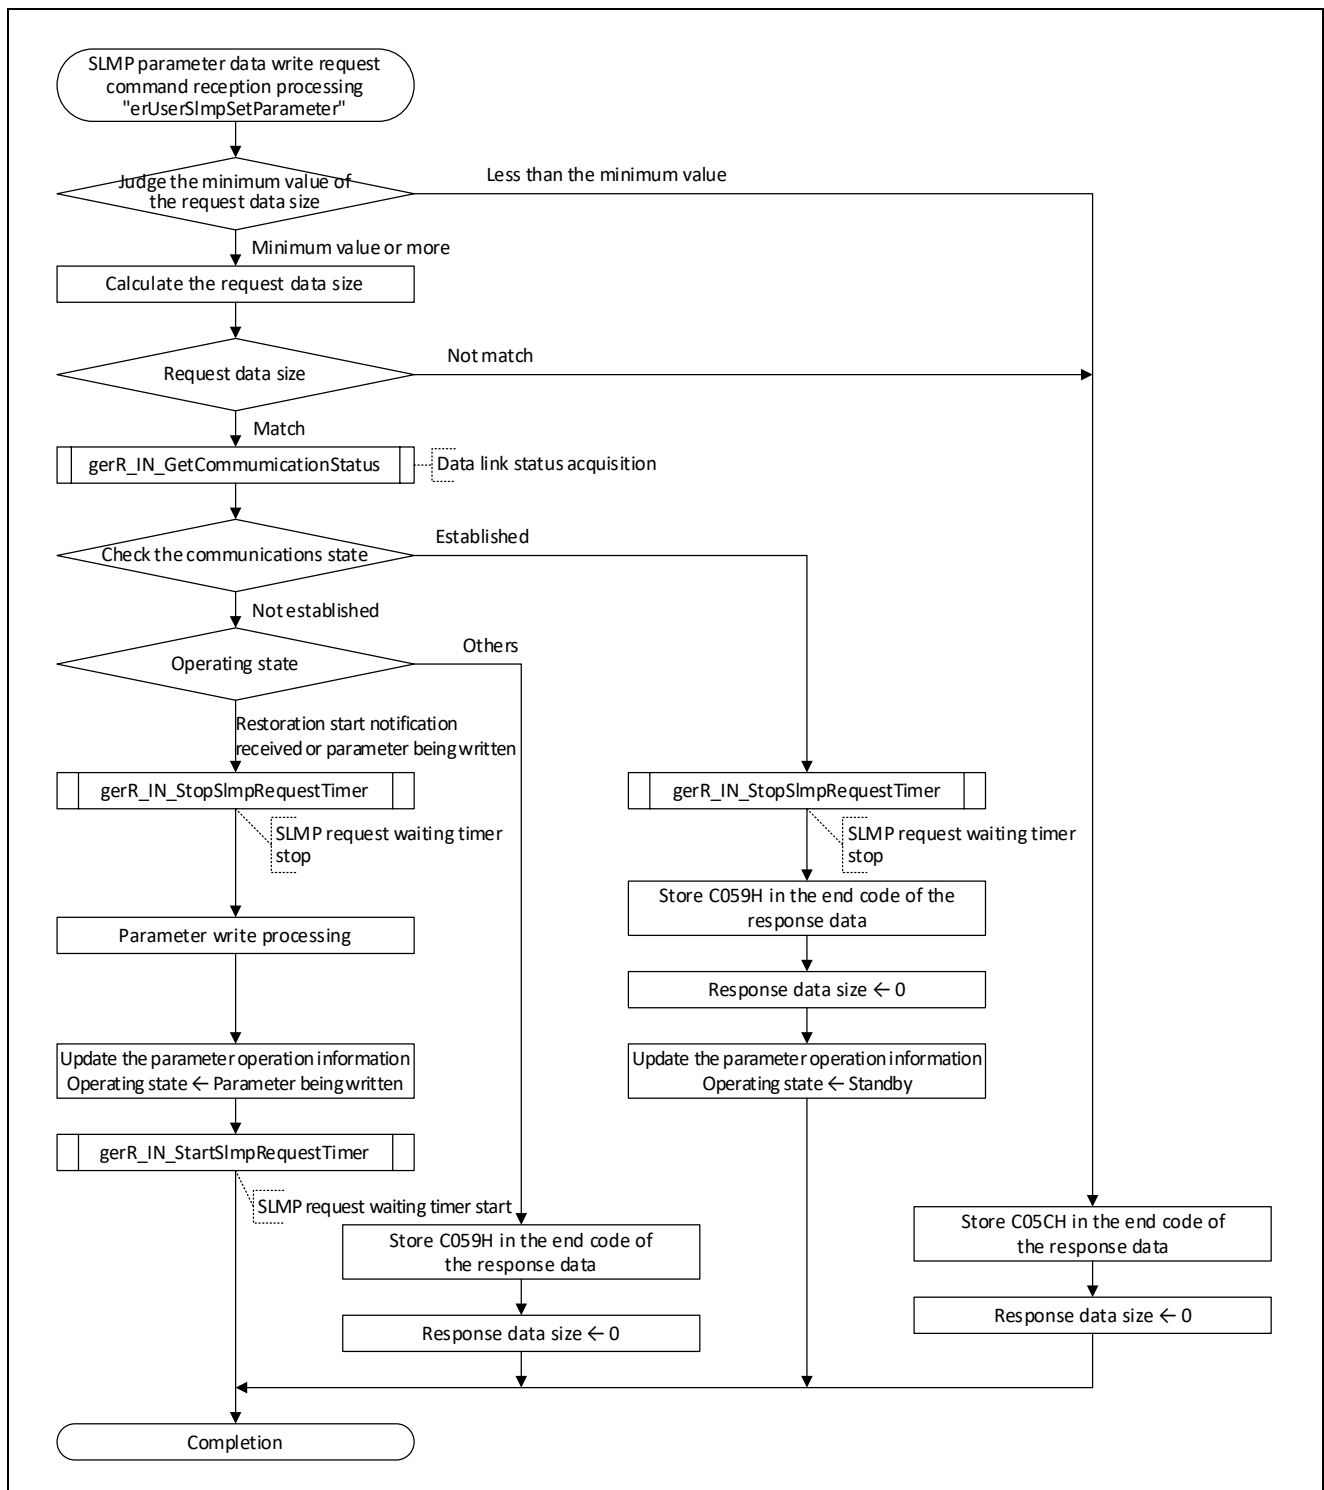 SLMP parameter data write request
command reception processing
"erUserSlmpSetParameter"
Judge the minimum value of
the request data size
Less than the minimum value
Minimum value or more
Calculate the request data size
Request data size
Not match
Match
gerR_IN_GetCommumicationStatus
Data link status acquisition
Check the communications state
Established
Not established
Operating state
Others
Restoration start notification
received or parameter being written
gerR_IN_StopSlmpRequestTimer
SLMP request waiting timer
stop
gerR_IN_StopSlmpRequestTimer
SLMP request waiting timer
stop
Store C059H in the end code of the
response data
Parameter write processing
Response data size ← 0
Update the parameter operation information
Operating state ← Parameter being written
Update the parameter operation information
Operating state ← Standby
gerR_IN_StartSlmpRequestTimer
SLMP request waiting timer start
Store C059H in the end code of
the response data
Response data size ← 0
Store C05CH in the end code of
the response data
Response data size ← 0
Completion